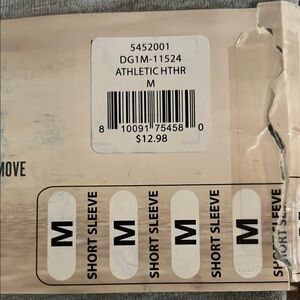 5452001
DG1M-11524
ATHLETIC HTHR
M
8 10091 75458 0
$12.98
MOVE
M SHORT SLEEVE M SHORT SLEEVE M SHORT SLEEVE M SHORT SLEEVE